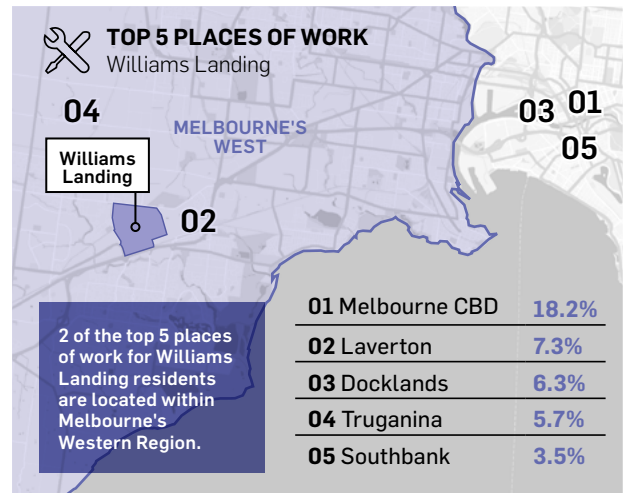 TOP 5 PLACES OF WORK
Williams Landing
04
03 01
05
MELBOURNE'S
WEST
Williams
Landing
02
2 of the top 5 places
of work for Williams
Landing residents
are located within
Melbourne's
Western Region.
01 Melbourne CBD 18.2%
02 Laverton 7.3%
03 Docklands 6.3%
04 Truganina 5.7%
05 Southbank 3.5%